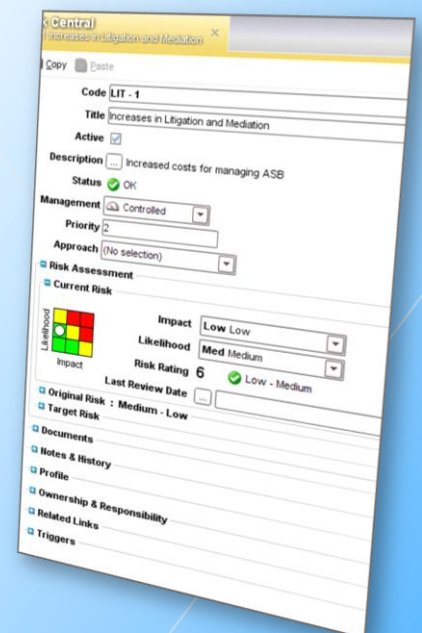 Central
increases in Litigation and Mediation
Copy Paste
Code LIT - 1
Title Increases in Litigation and Mediation
Active
Description ... Increased costs for managing ASB
Status OK
Management Controlled
Priority 2
Approach (No selection)
Risk Assessment
Current Risk
Likelihood
Impact
Impact Low Low
Likelihood Med Medium
Risk Rating 6 Low - Medium
Last Review Date ...
Original Risk : Medium - Low
Target Risk
Documents
Notes & History
Profile
Ownership & Responsibility
Related Links
Triggers